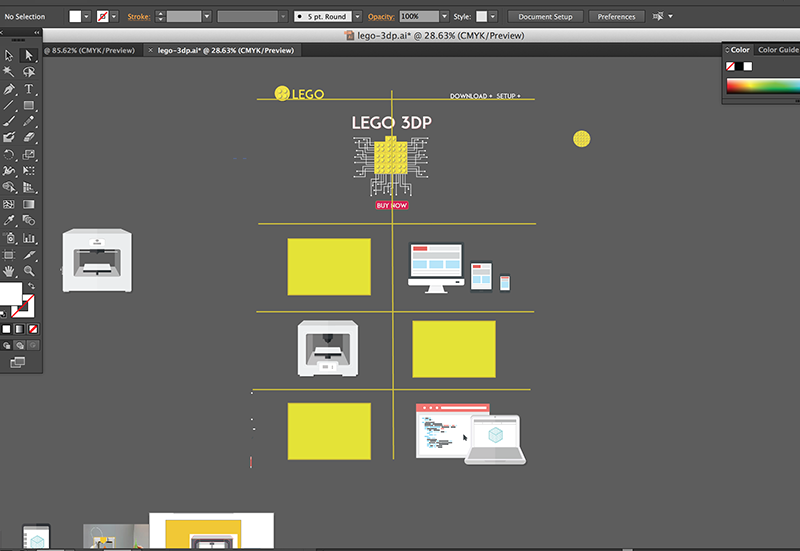 No Selection Stroke: 5 pt. Round Opacity: 100% Style: Document Setup Preferences
lego-3dp.ai* @ 28.63% (CMYK/Preview)
@ 85.62% (CMYK/Preview) × lego-3dp.ai* @ 28.63% (CMYK/Preview)
Color Color Guide
LEGO
DOWNLOAD + SETUP +
LEGO 3DP
BUY NOW